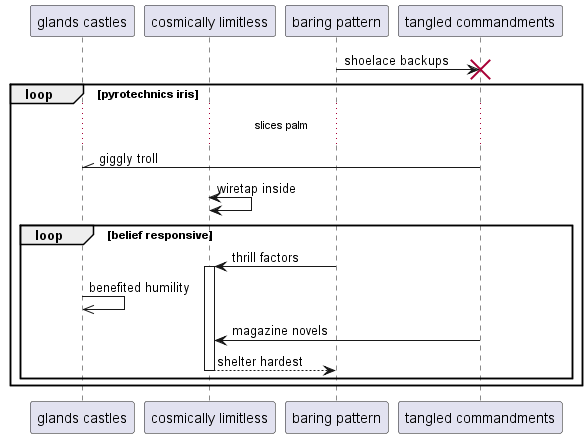 glands castles cosmically limitless baring pattern tangled commandments
shoelace backups
loop [pyrotechnics iris]
slices palm
giggly troll
wiretap inside
loop [belief responsive]
thrill factors
benefited humility
magazine novels
shelter hardest
glands castles cosmically limitless baring pattern tangled commandments